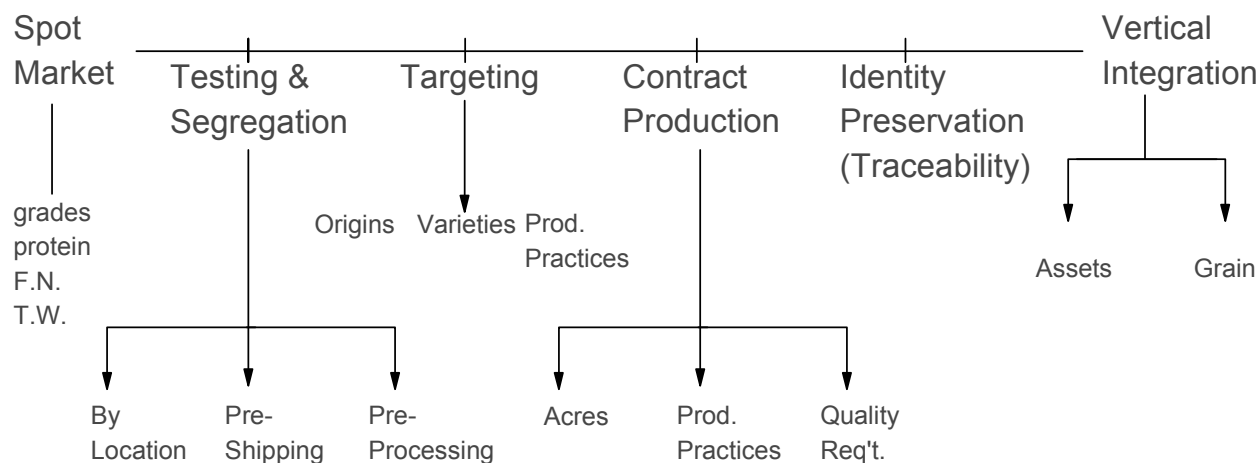 Spot
Market
Testing &
Segregation
Targeting
Contract
Production
Identity
Preservation
(Traceability)
Vertical
Integration
grades
protein
F.N.
T.W.
Origins
Varieties
Prod.
Practices
Assets
Grain
By
Location
Pre-
Shipping
Pre-
Processing
Acres
Prod.
Practices
Quality
Req't.